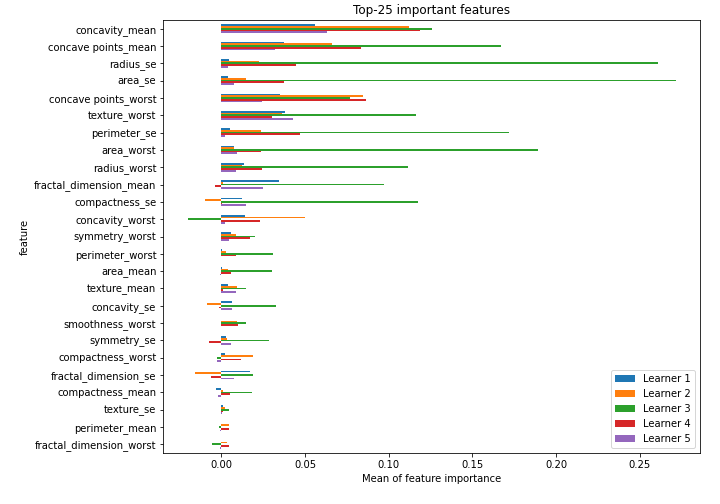 Top-25 important features
concavity_mean
concave points_mean
radius_se
area_se
concave points_worst
texture_worst
perimeter_se
area_worst
radius_worst
fractal_dimension_mean
compactness_se
concavity_worst
symmetry_worst
perimeter_worst
area_mean
texture_mean
concavity_se
smoothness_worst
symmetry_se
compactness_worst
fractal_dimension_se
compactness_mean
texture_se
perimeter_mean
fractal_dimension_worst
feature
Learner 1
Learner 2
Learner 3
Learner 4
Learner 5
0.00 0.05 0.10 0.15 0.20 0.25
Mean of feature importance